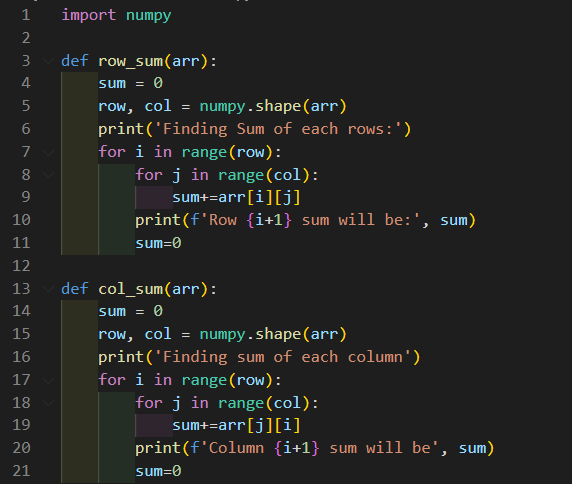 1 import numpy
2
3 def row_sum(arr):
4     sum = 0
5     row, col = numpy.shape(arr)
6     print('Finding Sum of each rows:')
7     for i in range(row):
8         for j in range(col):
9             sum+=arr[i][j]
10         print(f'Row {i+1} sum will be:', sum)
11         sum=0
12
13 def col_sum(arr):
14     sum = 0
15     row, col = numpy.shape(arr)
16     print('Finding sum of each column')
17     for i in range(row):
18         for j in range(col):
19             sum+=arr[j][i]
20         print(f'Column {i+1} sum will be', sum)
21         sum=0